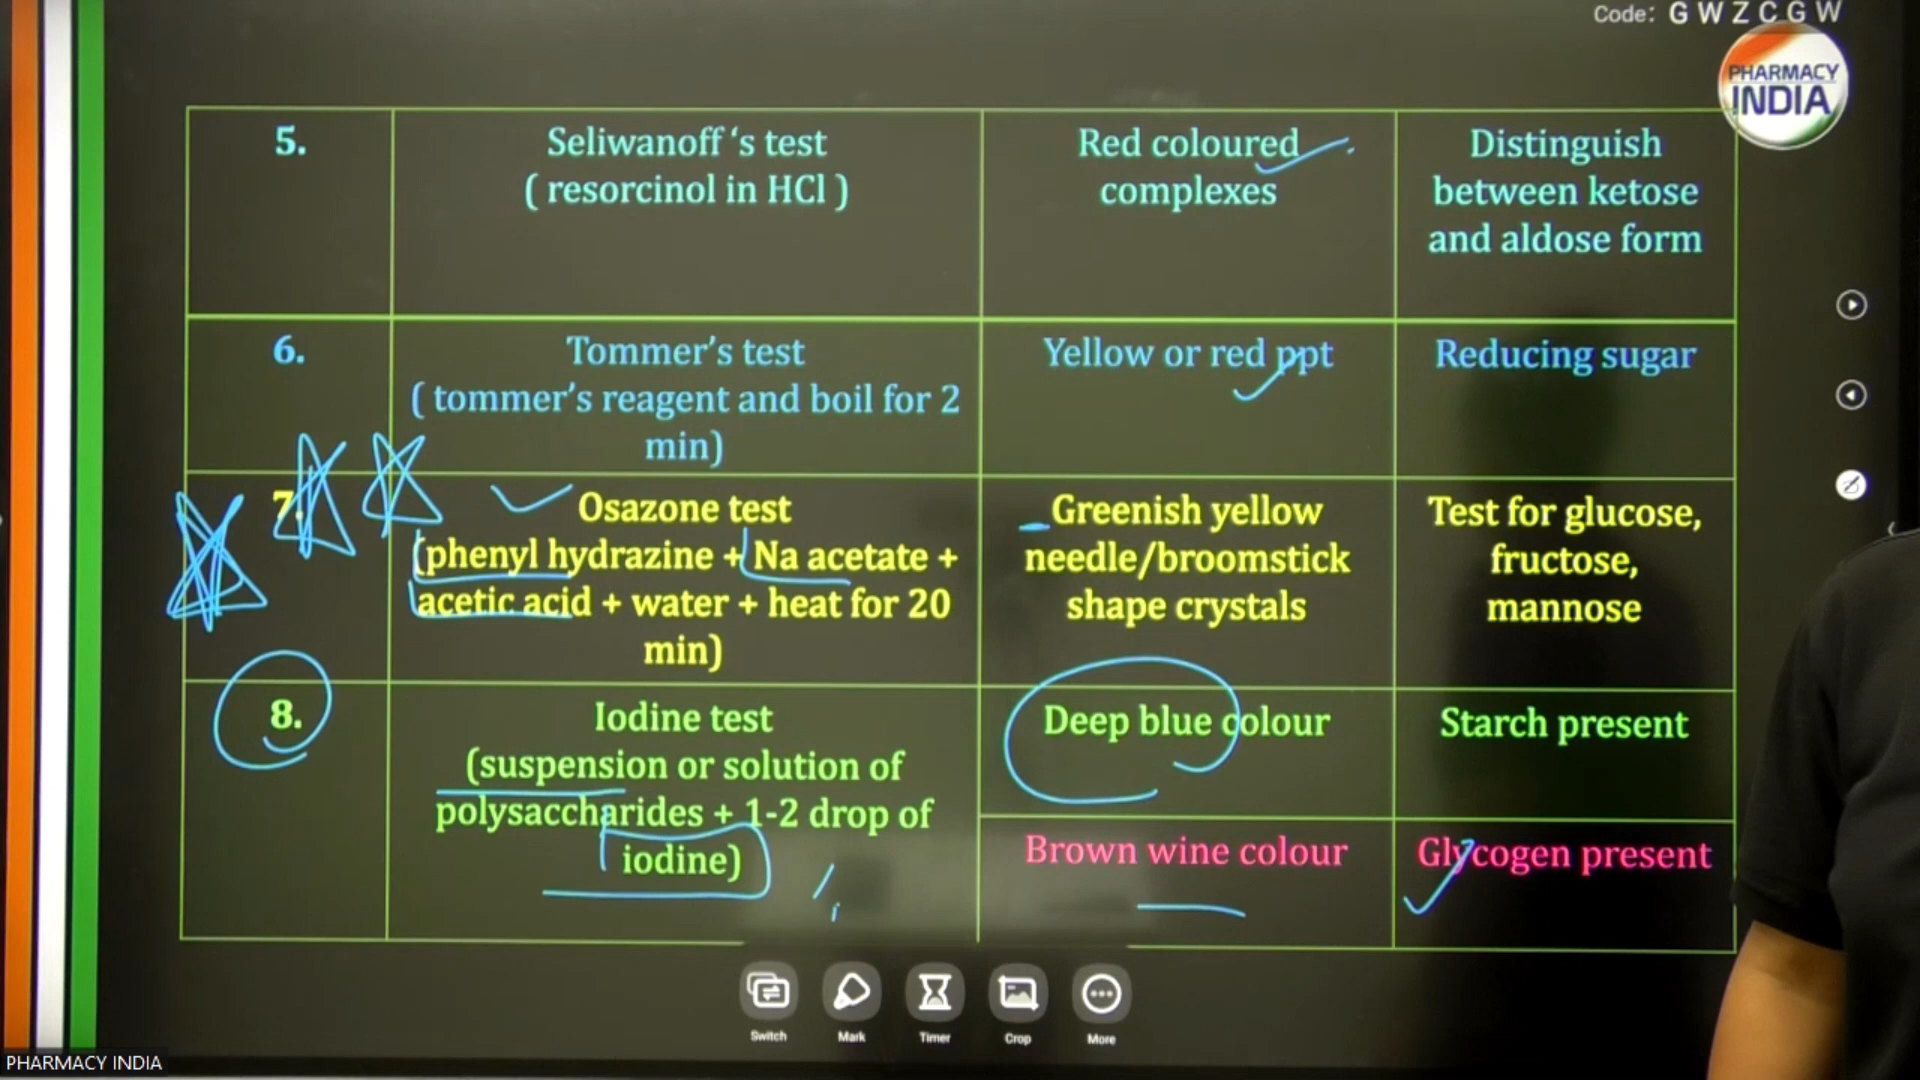 Code: G W Z C G W
PHARMACY
INDIA
5.
Seliwanoff ‘s test
( resorcinol in HCl )
Red coloured
complexes
Distinguish
between ketose
and aldose form
6.
Tommer’s test
( tommer’s reagent and boil for 2
min)
Yellow or red ppt
Reducing sugar
7.
Osazone test
(phenyl hydrazine + Na acetate +
acetic acid + water + heat for 20
min)
Greenish yellow
needle/broomstick
shape crystals
Test for glucose,
fructose,
mannose
8.
Iodine test
(suspension or solution of
polysaccharides + 1-2 drop of
iodine)
Deep blue colour
Starch present
Brown wine colour
Glycogen present
Switch
Mark
Timer
Crop
More
PHARMACY INDIA